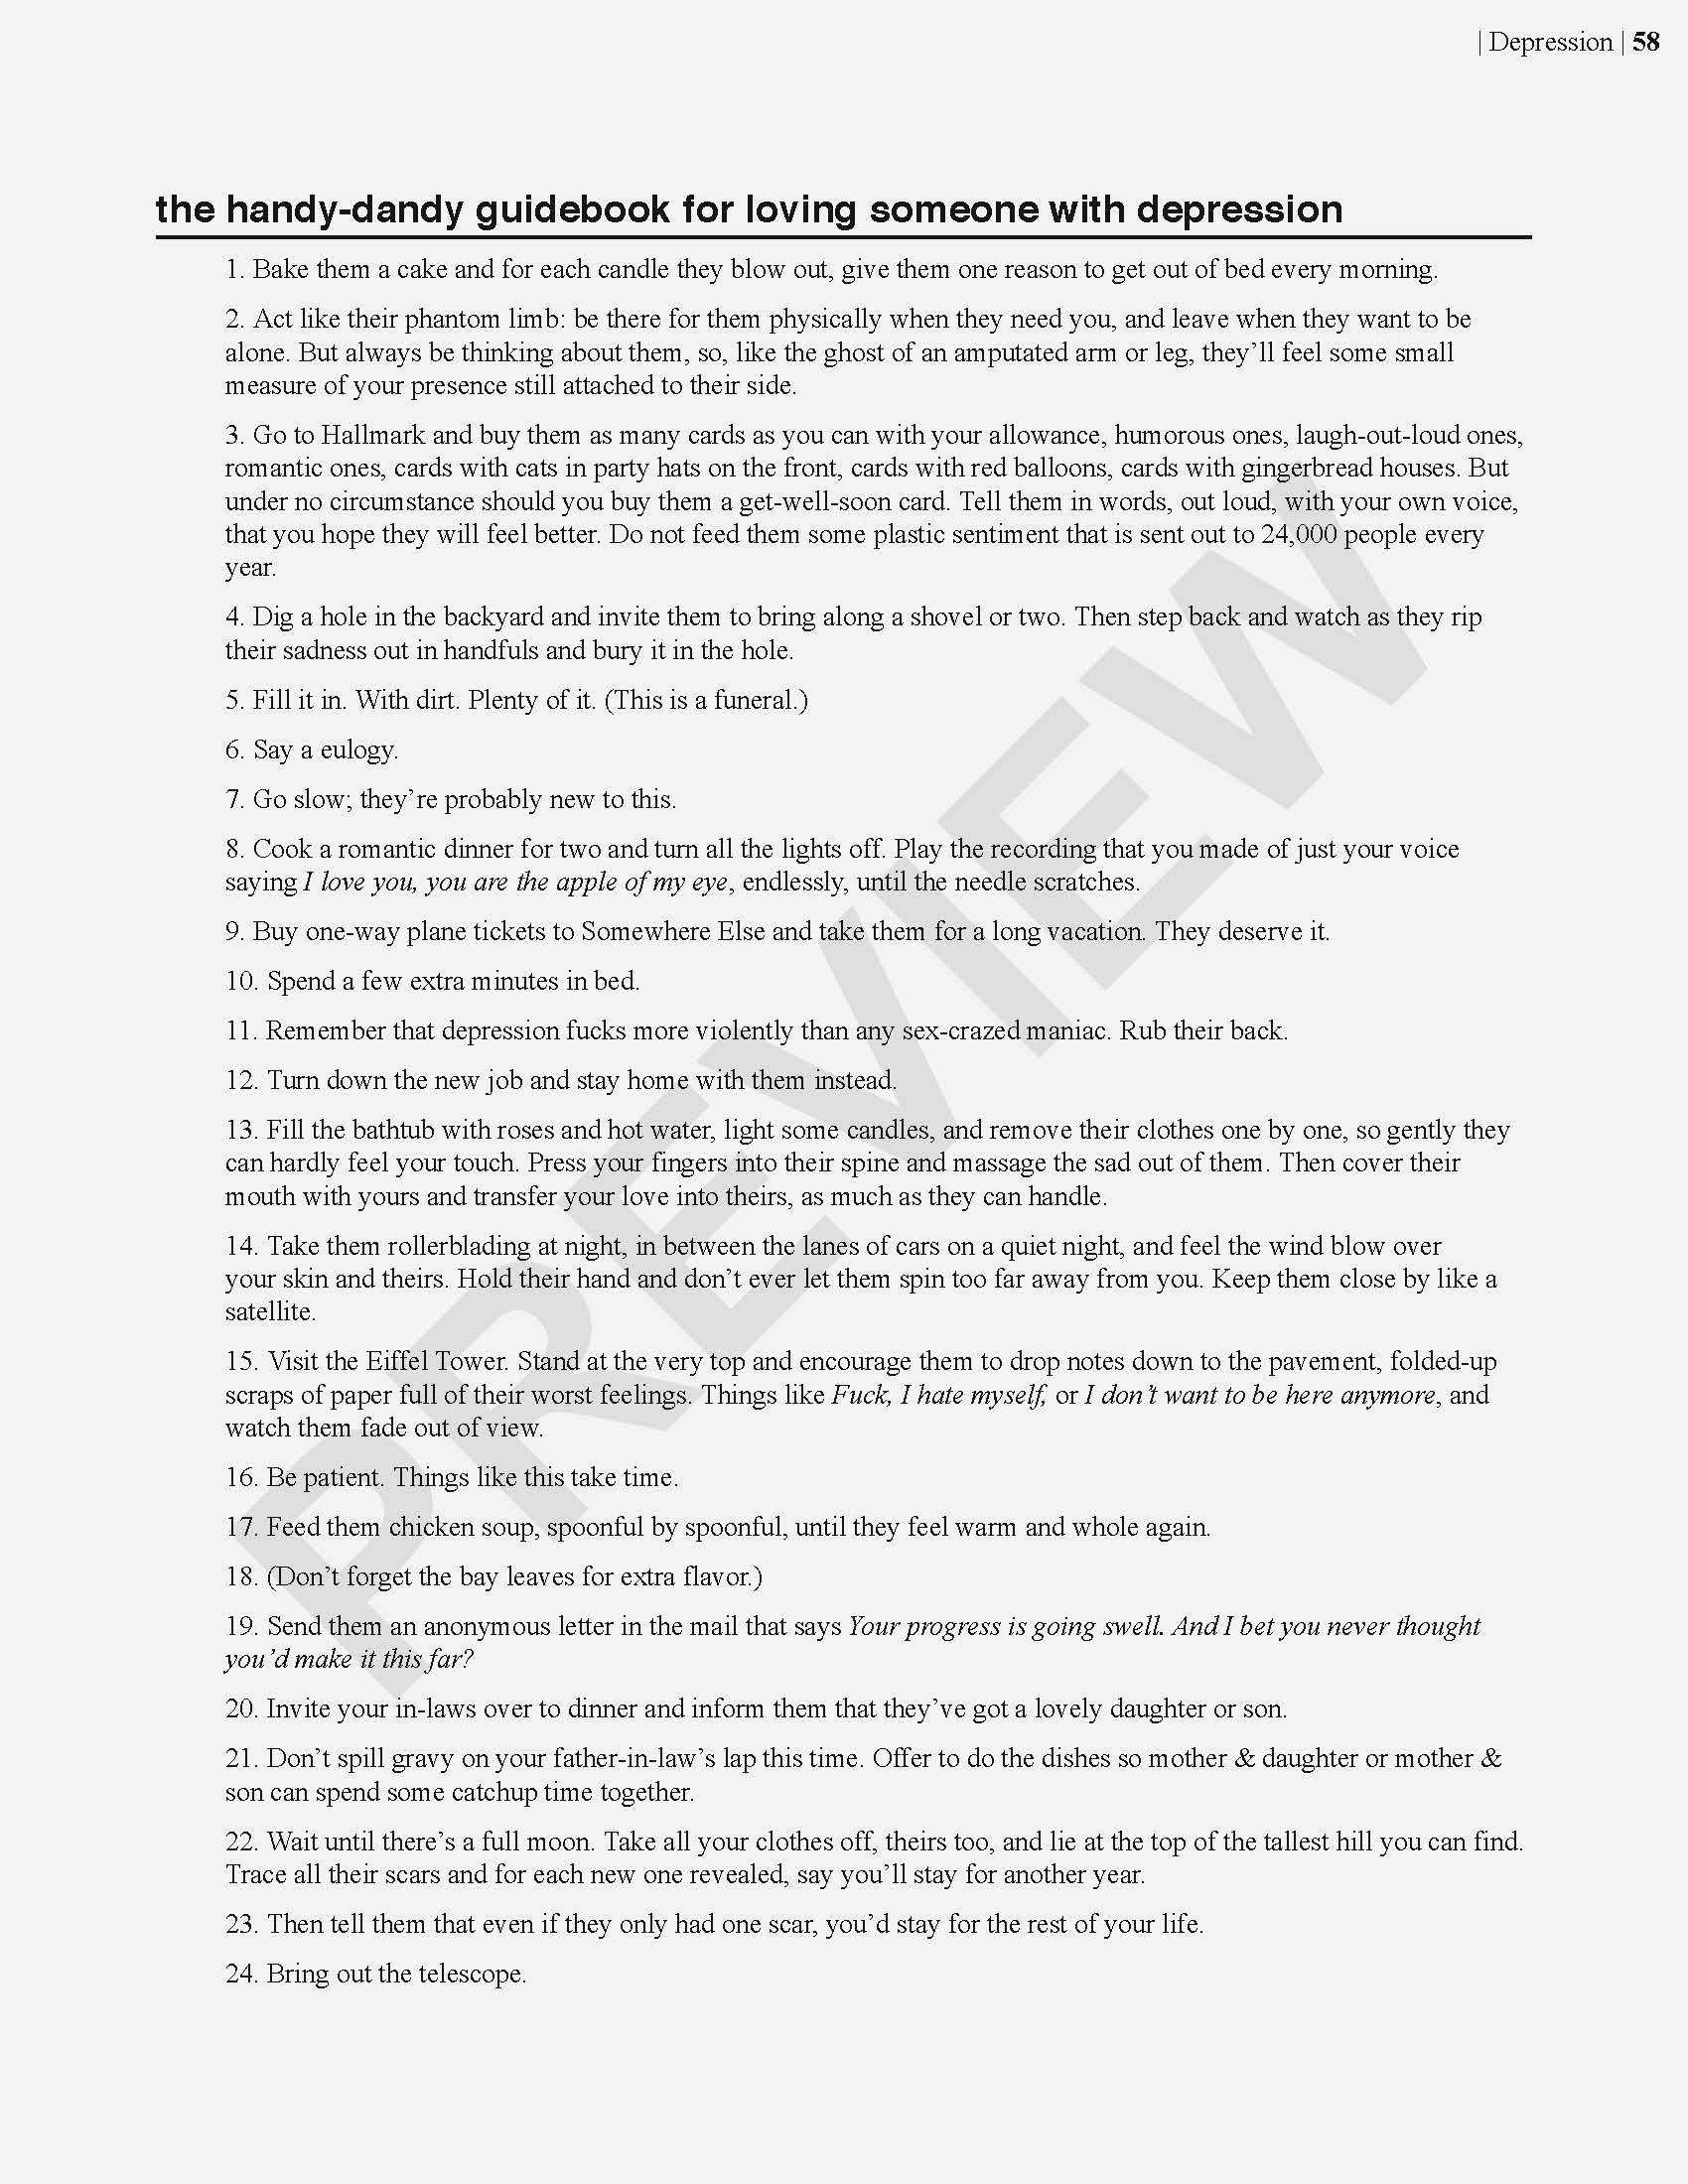 | Depression | 58
the handy-dandy guidebook for loving someone with depression
1. Bake them a cake and for each candle they blow out, give them one reason to get out of bed every morning.
2. Act like their phantom limb: be there for them physically when they need you, and leave when they want to be
alone. But always be thinking about them, so, like the ghost of an amputated arm or leg, they’ll feel some small
measure of your presence still attached to their side.
3. Go to Hallmark and buy them as many cards as you can with your allowance, humorous ones, laugh-out-loud ones,
romantic ones, cards with cats in party hats on the front, cards with red balloons, cards with gingerbread houses. But
under no circumstance should you buy them a get-well-soon card. Tell them in words, out loud, with your own voice,
that you hope they will feel better. Do not feed them some plastic sentiment that is sent out to 24,000 people every
year.
4. Dig a hole in the backyard and invite them to bring along a shovel or two. Then step back and watch as they rip
their sadness out in handfuls and bury it in the hole.
5. Fill it in. With dirt. Plenty of it. (This is a funeral.)
6. Say a eulogy.
7. Go slow; they’re probably new to this.
8. Cook a romantic dinner for two and turn all the lights off. Play the recording that you made of just your voice
saying I love you, you are the apple of my eye, endlessly, until the needle scratches.
9. Buy one-way plane tickets to Somewhere Else and take them for a long vacation. They deserve it.
10. Spend a few extra minutes in bed.
11. Remember that depression fucks more violently than any sex-crazed maniac. Rub their back.
12. Turn down the new job and stay home with them instead.
13. Fill the bathtub with roses and hot water, light some candles, and remove their clothes one by one, so gently they
can hardly feel your touch. Press your fingers into their spine and massage the sad out of them. Then cover their
mouth with yours and transfer your love into theirs, as much as they can handle.
14. Take them rollerblading at night, in between the lanes of cars on a quiet night, and feel the wind blow over
your skin and theirs. Hold their hand and don’t ever let them spin too far away from you. Keep them close by like a
satellite.
15. Visit the Eiffel Tower. Stand at the very top and encourage them to drop notes down to the pavement, folded-up
scraps of paper full of their worst feelings. Things like Fuck, I hate myself, or I don’t want to be here anymore, and
watch them fade out of view.
16. Be patient. Things like this take time.
17. Feed them chicken soup, spoonful by spoonful, until they feel warm and whole again.
18. (Don’t forget the bay leaves for extra flavor.)
19. Send them an anonymous letter in the mail that says Your progress is going swell. And I bet you never thought
you’d make it this far?
20. Invite your in-laws over to dinner and inform them that they’ve got a lovely daughter or son.
21. Don’t spill gravy on your father-in-law’s lap this time. Offer to do the dishes so mother & daughter or mother &
son can spend some catchup time together.
22. Wait until there’s a full moon. Take all your clothes off, theirs too, and lie at the top of the tallest hill you can find.
Trace all their scars and for each new one revealed, say you’ll stay for another year.
23. Then tell them that even if they only had one scar, you’d stay for the rest of your life.
24. Bring out the telescope.
PREVIEW